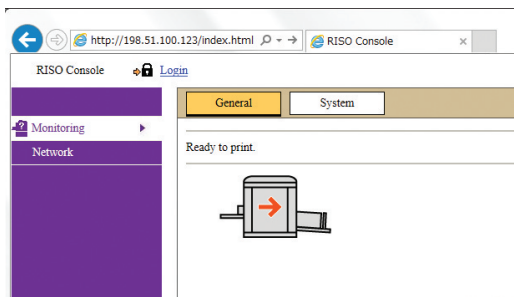 http://198.51.100.123/index.html
RISO Console
RISO Console
Login
General
System
Monitoring
Ready to print.
Network